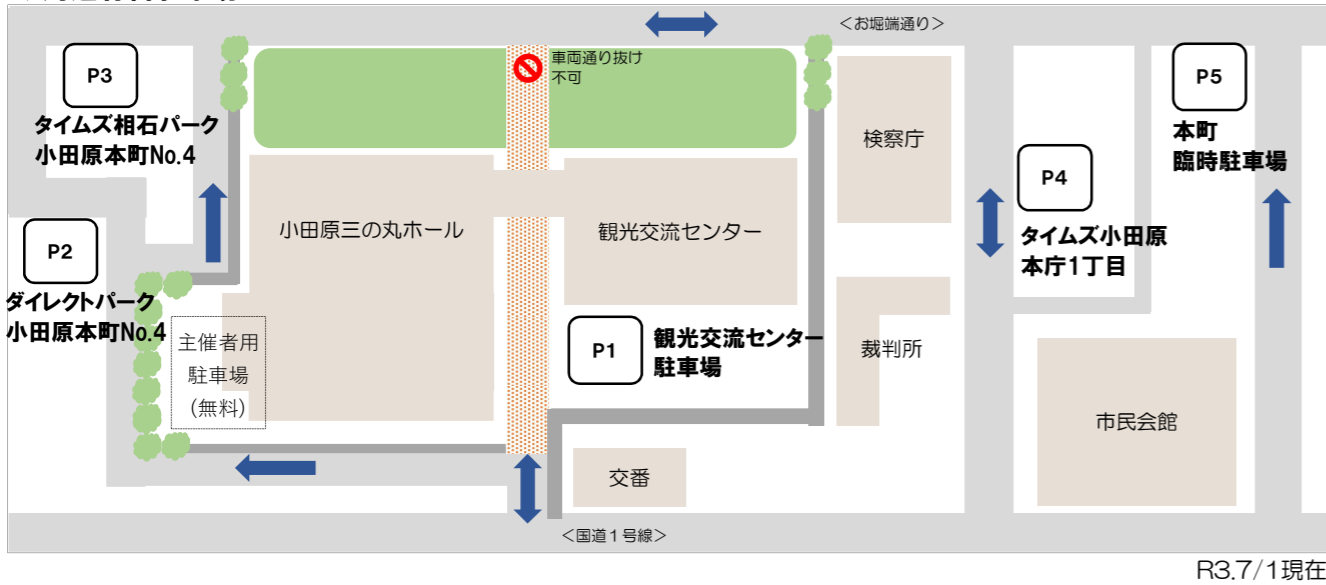 <お堀端通り>
車両通り抜け
不可
P3
タイムズ相石パーク
小田原本町No.4
P5
本町
臨時駐車場
検察庁
P4
タイムズ小田原
本庁1丁目
小田原三の丸ホール
観光交流センター
P2
ダイレクトパーク
小田原本町No.4
主催者用
駐車場
(無料)
P1
観光交流センター
駐車場
裁判所
市民会館
交番
<国道1号線>
R3.7/1現在